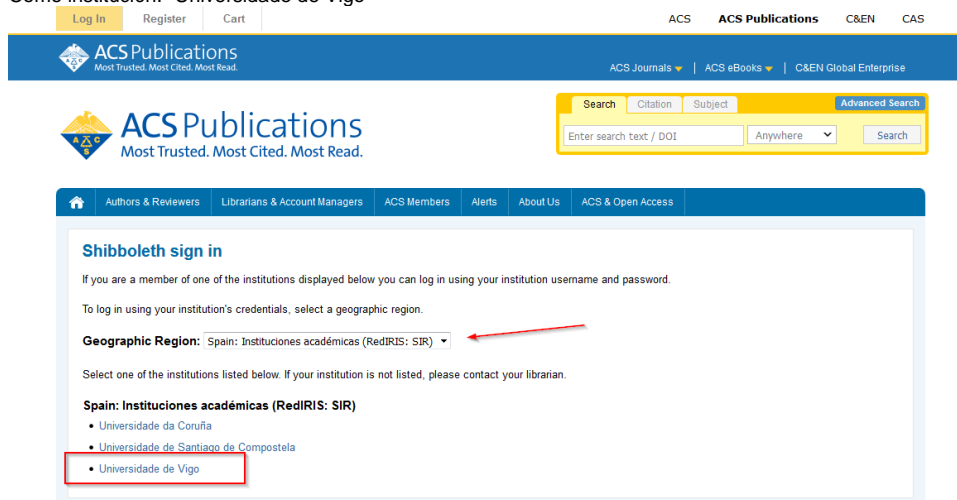 Como institución: "Universidade de Vigo"
Log In Register Cart ACS ACS Publications C&EN CAS
ACS Publications
Most Trusted. Most Cited. Most Read.
ACS Journals | ACS eBooks | C&EN Global Enterprise
Search Citation Subject Advanced Search
Enter search text / DOI Anywhere Search
ACS Publications
Most Trusted. Most Cited. Most Read.
Authors & Reviewers Librarians & Account Managers ACS Members Alerts About Us ACS & Open Access
Shibboleth sign in
If you are a member of one of the institutions displayed below you can log in using your institution username and password.
To log in using your institution's credentials, select a geographic region.
Geographic Region: Spain: Instituciones académicas (RedIRIS: SIR)
Select one of the institutions listed below. If your institution is not listed, please contact your librarian.
Spain: Instituciones académicas (RedIRIS: SIR)
• Universidade da Coruña
• Universidade de Santiago de Compostela
• Universidade de Vigo